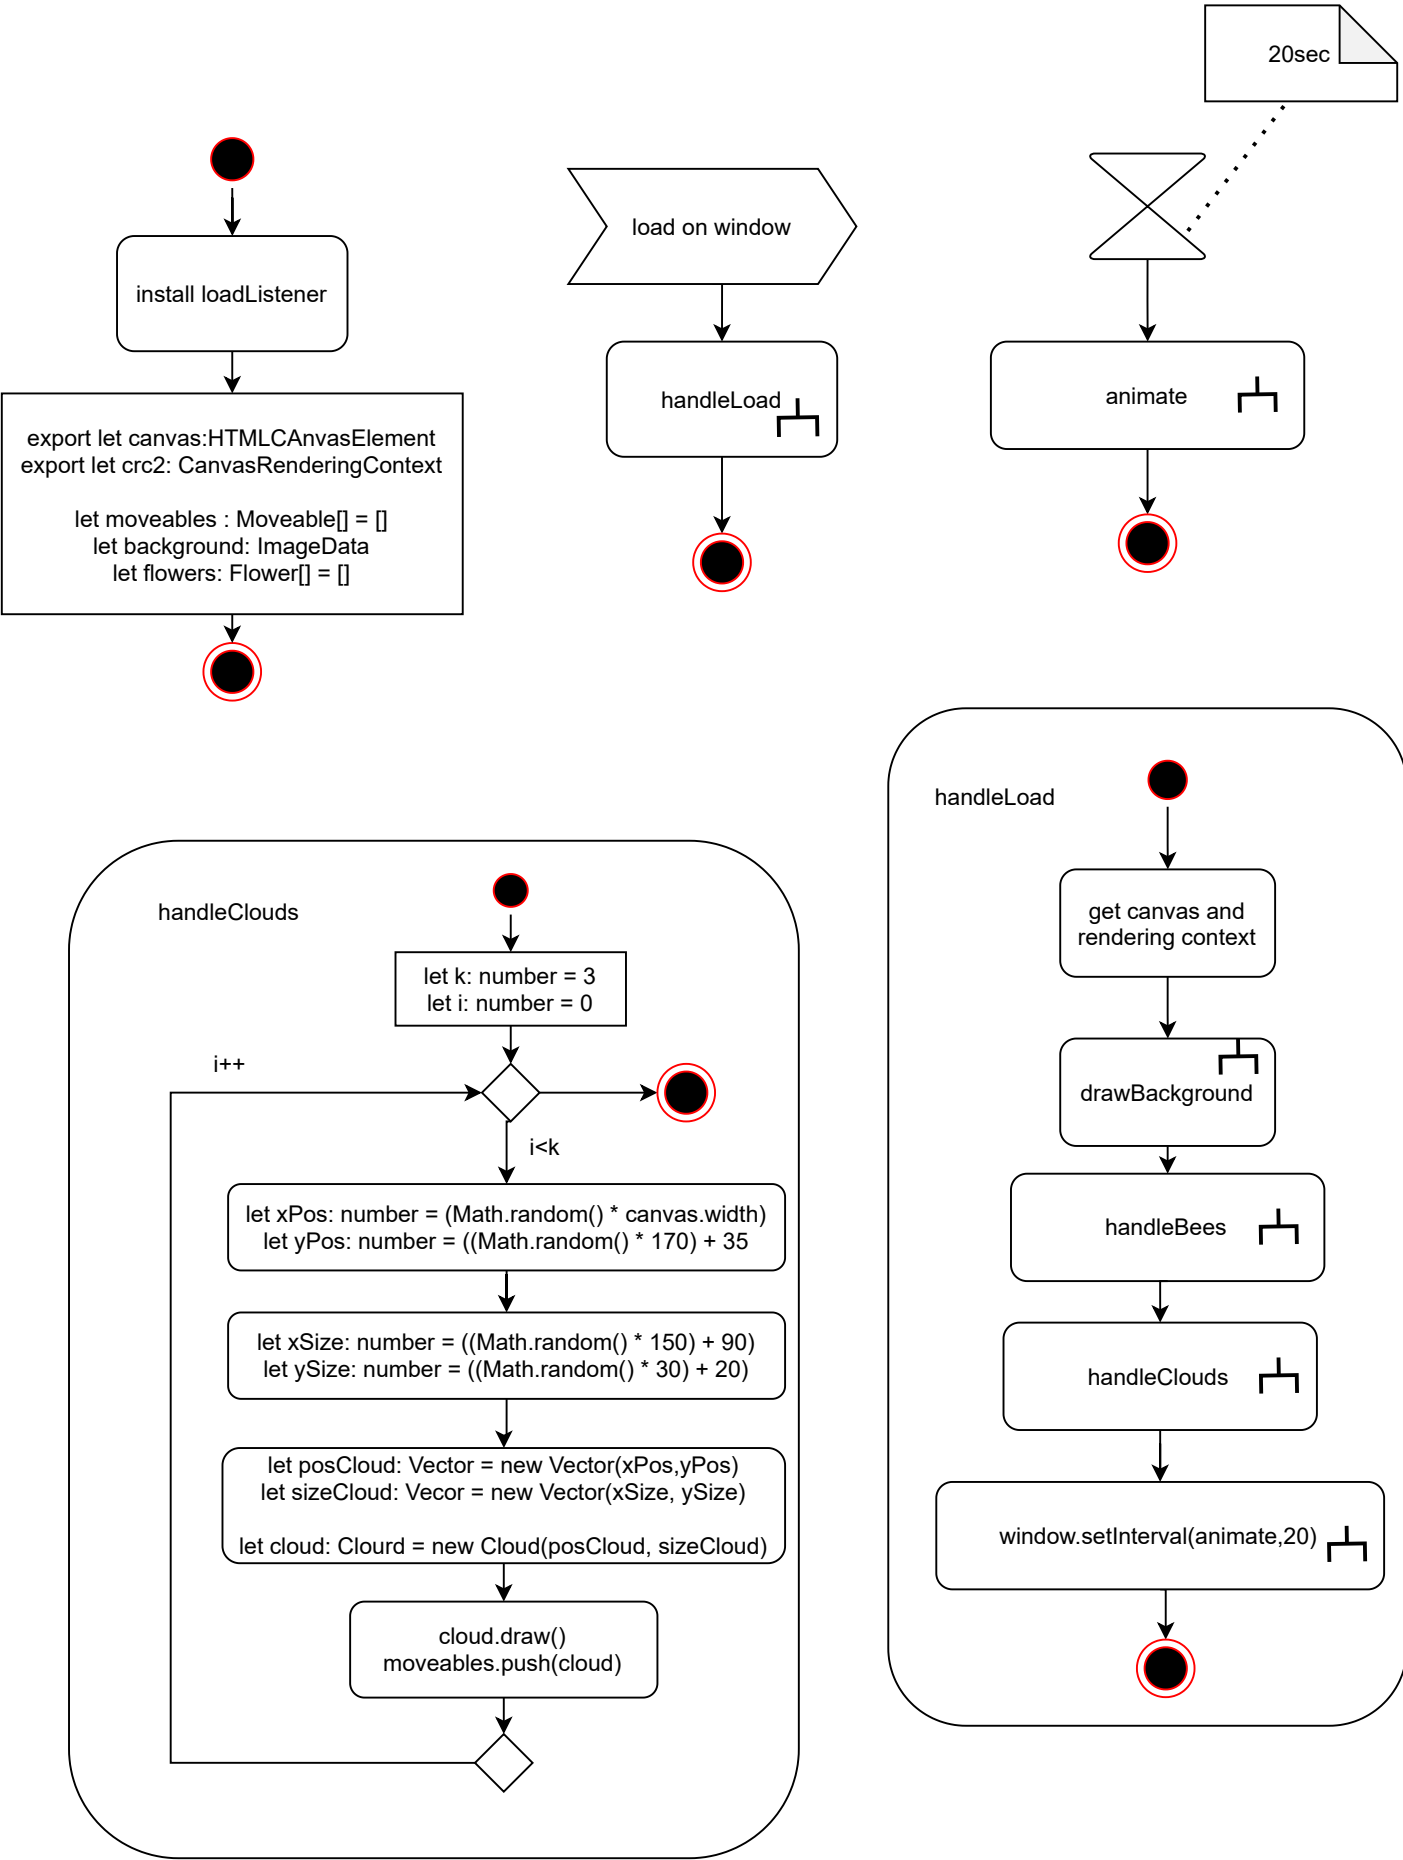 20sec
install loadListener
load on window
export let canvas:HTMLCAnvasElement
export let crc2: CanvasRenderingContext
let moveables : Moveable[] = []
let background: ImageData
let flowers: Flower[] = []
handleLoad
animate
handleClouds
let k: number = 3
let i: number = 0
i++
i<k
let xPos: number = (Math.random() * canvas.width)
let yPos: number = ((Math.random() * 170) + 35
let xSize: number = ((Math.random() * 150) + 90)
let ySize: number = ((Math.random() * 30) + 20)
let posCloud: Vector = new Vector(xPos,yPos)
let sizeCloud: Vecor = new Vector(xSize, ySize)
let cloud: Clourd = new Cloud(posCloud, sizeCloud)
cloud.draw()
moveables.push(cloud)
handleLoad
get canvas and
rendering context
drawBackground
handleBees
handleClouds
window.setInterval(animate,20)